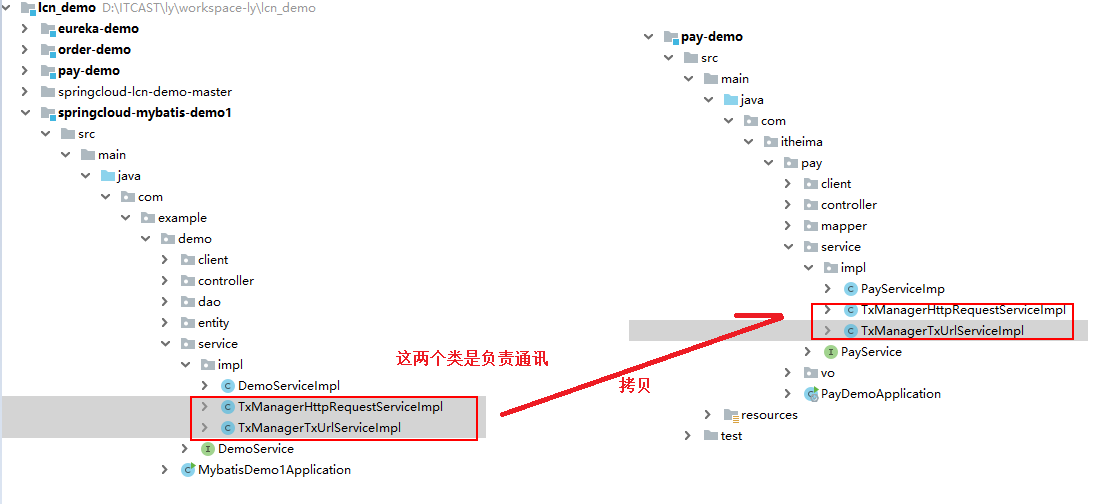 lcn_demo D:\ITCAST\ly\workspace-ly\lcn_demo
eureka-demo
order-demo
pay-demo
springcloud-lcn-demo-master
springcloud-mybatis-demo1
src
main
java
com
example
demo
client
controller
dao
entity
service
impl
DemoServiceImpl
TxManagerHttpRequestServiceImpl
TxManagerTxUrlServiceImpl
DemoService
MybatisDemo1Application
这两个类是负责通讯
拷贝
pay-demo
src
main
java
com
itheima
pay
client
controller
mapper
service
impl
PayServiceImp
TxManagerHttpRequestServiceImpl
TxManagerTxUrlServiceImpl
PayService
vo
PayDemoApplication
resources
test